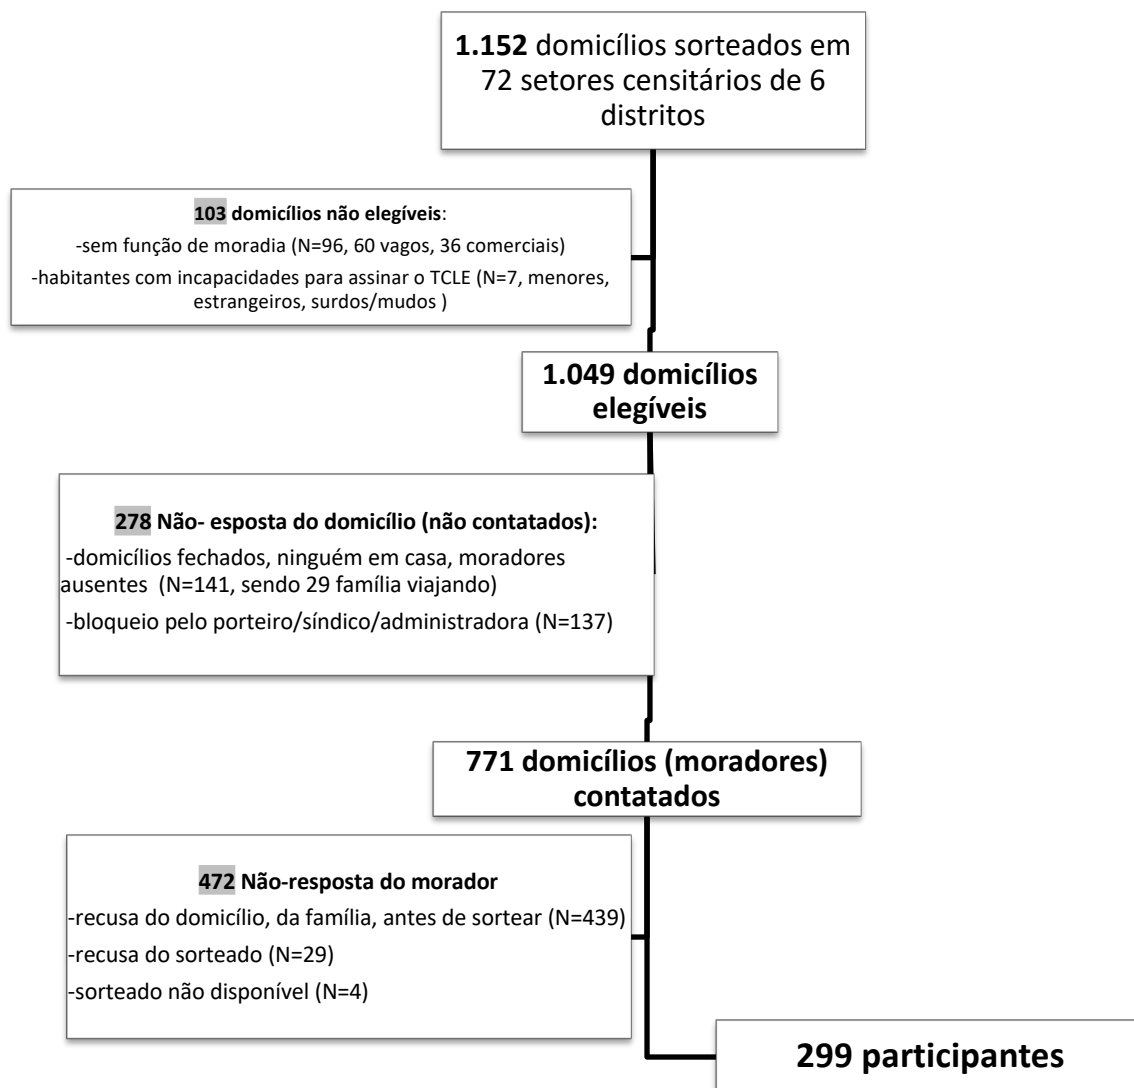 1.152 domicílios sorteados em
72 setores censitários de 6
distritos
103 domicílios não elegíveis:
-sem função de moradia (N=96, 60 vagos, 36 comerciais)
-habitantes com incapacidades para assinar o TCLE (N=7, menores,
estrangeiros, surdos/mudos )
1.049 domicílios
elegíveis
278 Não- esposta do domicílio (não contatados):
-domicílios fechados, ninguém em casa, moradores
ausentes (N=141, sendo 29 família viajando)
-bloqueio pelo porteiro/síndico/administradora (N=137)
771 domicílios (moradores)
contatados
472 Não-resposta do morador
-recusa do domicílio, da família, antes de sortear (N=439)
-recusa do sorteado (N=29)
-sorteado não disponível (N=4)
299 participantes